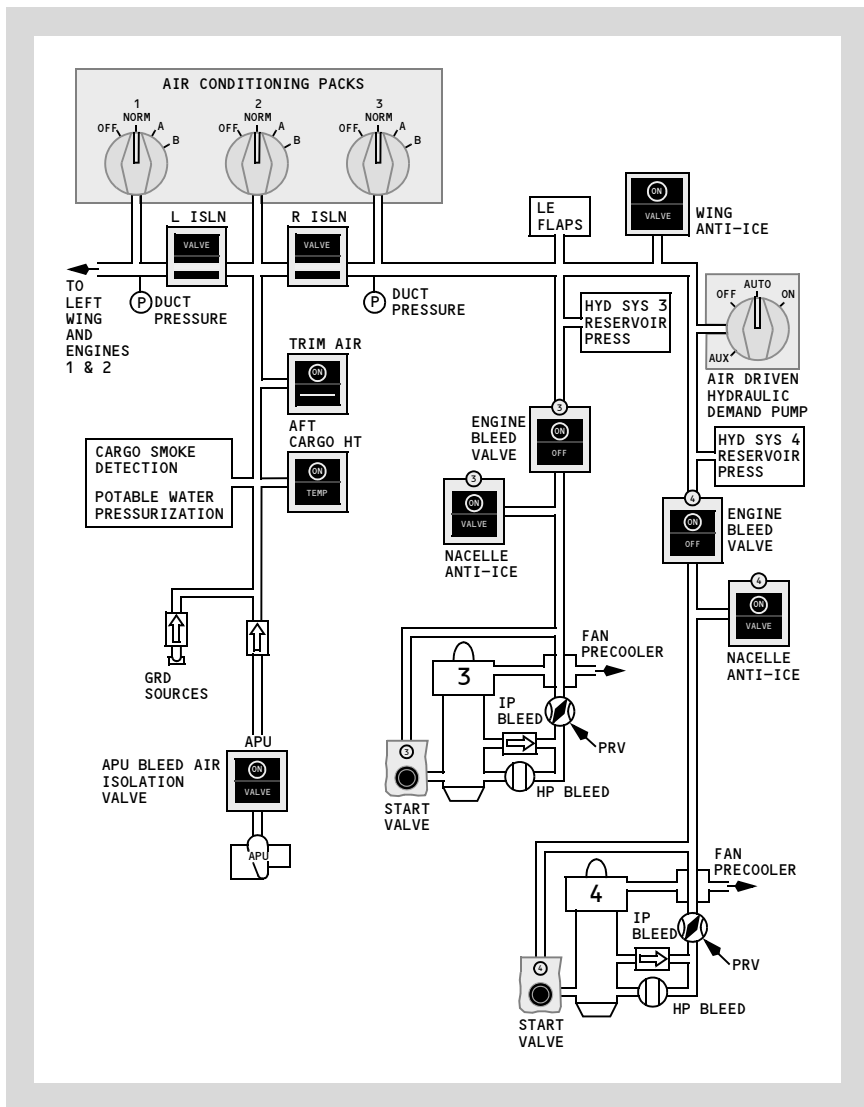 AIR CONDITIONING PACKS
1
NORM
OFF
A
B
2
NORM
OFF
A
B
3
NORM
OFF
A
B
L ISLN
VALVE
R ISLN
VALVE
LE
FLAPS
ON
VALVE
WING
ANTI-ICE
TO
LEFT
WING
AND
ENGINES
1 & 2
P
DUCT
PRESSURE
P
DUCT
PRESSURE
HYD SYS 3
RESERVOIR
PRESS
AUTO
OFF
ON
AUX
AIR DRIVEN
HYDRAULIC
DEMAND PUMP
TRIM AIR
ON
AFT
CARGO HT
ON
TEMP
CARGO SMOKE
DETECTION
POTABLE WATER
PRESSURIZATION
ENGINE
BLEED
VALVE
3
ON
OFF
HYD SYS 4
RESERVOIR
PRESS
3
ON
VALVE
NACELLE
ANTI-ICE
4
ON
OFF
ENGINE
BLEED
VALVE
4
ON
VALVE
NACELLE
ANTI-ICE
GRD
SOURCES
FAN
PRECOOLER
3
IP
BLEED
PRV
HP BLEED
3
START
VALVE
APU
APU BLEED AIR
ISOLATION
VALVE
ON
VALVE
APU
FAN
PRECOOLER
4
IP
BLEED
PRV
HP BLEED
4
START
VALVE